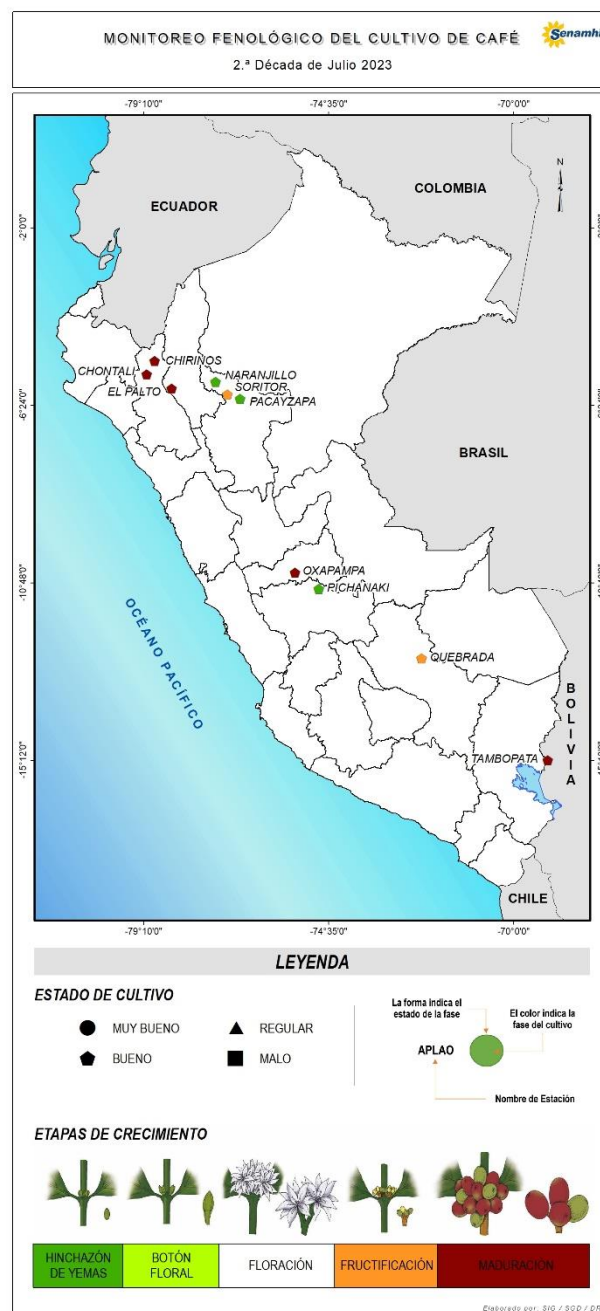 MONITOREO FENOLÓGICO DEL CULTIVO DE CAFÉ
Senamhi
2.ª Década de Julio 2023
-79°10'0" -74°35'0" -70°0'0"
N
COLOMBIA
ECUADOR
-2°0'0"
CHIRINOS
CHONTALI
NARANJILLO
EL PALTO
SORITOR
PACAYZAPA
-6°24'0"
BRASIL
OXAPAMPA
-10°48'0"
PICHANAKI
OCÉANO PACÍFICO
QUEBRADA
BOLIVIA
TAMBOPATA
-15°12'0"
CHILE
-79°10'0" -74°35'0" -70°0'0"
LEYENDA
ESTADO DE CULTIVO
MUY BUENO
REGULAR
BUENO
MALO
La forma indica el
estado de la fase
El color indica la
fase del cultivo
APLAO
Nombre de Estación
ETAPAS DE CRECIMIENTO
HINCHAZÓN
DE YEMAS
BOTÓN
FLORAL
FLORACIÓN
FRUCTIFICACIÓN
MADURACIÓN
Elaborado por: SIG / SGD /